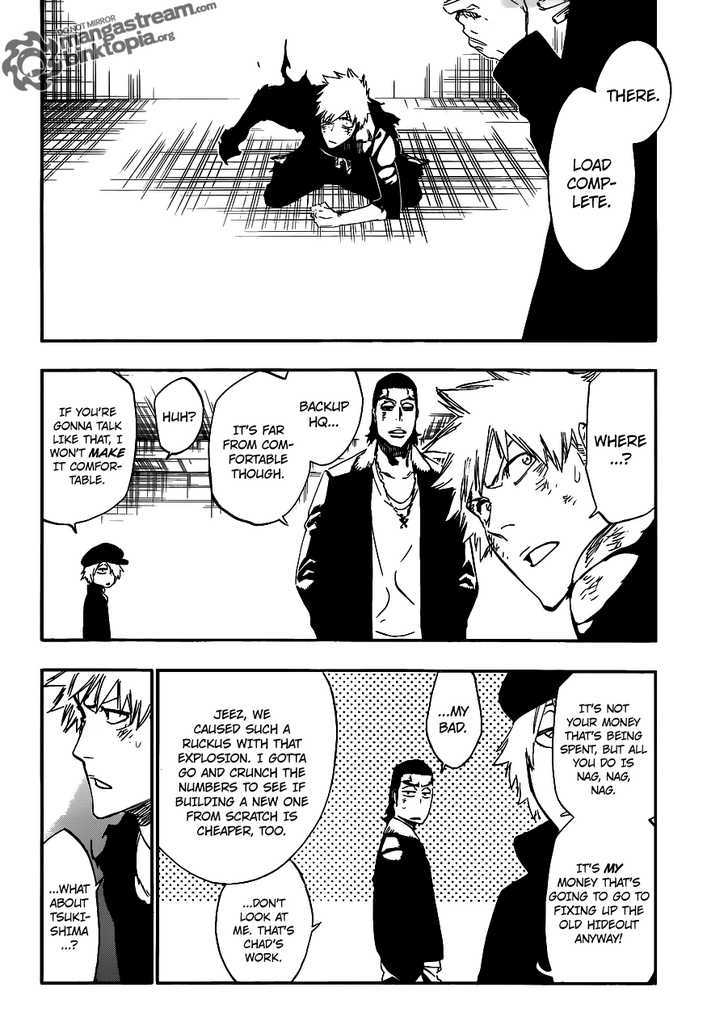 DO NOT MIRROR
mangastream.com
binktopia.org
THERE.
LOAD
COMP-
LETE.
WHERE
...?
BACKUP
HQ...
IT'S FAR
FROM COM-
FORTABLE
THOUGH.
HUH?
IF YOU'RE
GONNA TALK
LIKE THAT, I
WON'T MAKE
IT COMFOR-
TABLE.
IT'S NOT
YOUR MONEY
THAT'S BEING
SPENT, BUT ALL
YOU DO IS
NAG, NAG,
NAG.
IT'S MY
MONEY THAT'S
GOING TO GO TO
FIXING UP THE
OLD HIDEOUT
ANYWAY!
...MY
BAD.
JEEZ, WE
CAUSED SUCH A
RUCKUS WITH THAT
EXPLOSION. I GOTTA
GO AND CRUNCH THE
NUMBERS TO SEE IF
BUILDING A NEW ONE
FROM SCRATCH IS
CHEAPER, TOO.
...DON'T
LOOK AT
ME. THAT'S
CHAD'S
WORK.
...WHAT
ABOUT
TSUKI-
SHIMA
...?